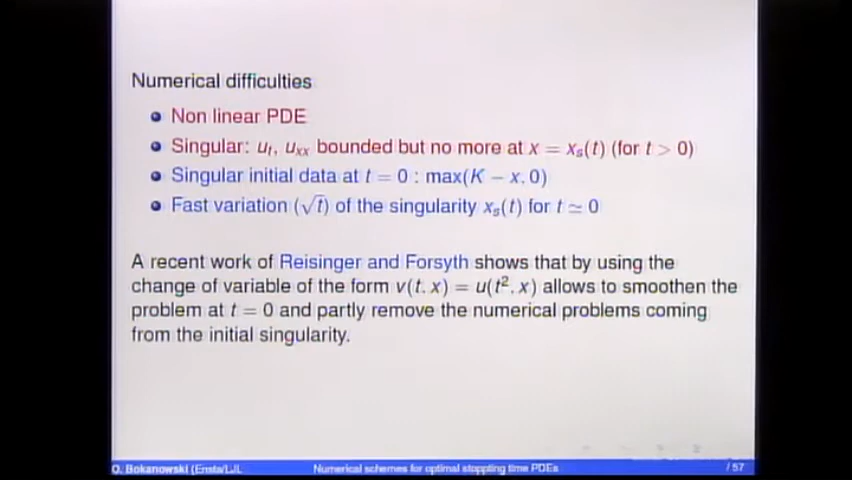 Numerical difficulties
Non linear PDE
Singular: u_t, u_xx bounded but no more at x = x_s(t) (for t > 0)
Singular initial data at t = 0 : max(K − x, 0)
Fast variation (√t) of the singularity x_s(t) for t ≃ 0
A recent work of Reisinger and Forsyth shows that by using the
change of variable of the form v(t, x) = u(t², x) allows to smoothen the
problem at t = 0 and partly remove the numerical problems coming
from the initial singularity.
O. Bokanowski (Ensta/LJL Numerical schemes for optimal stoppting time PDEs / 57